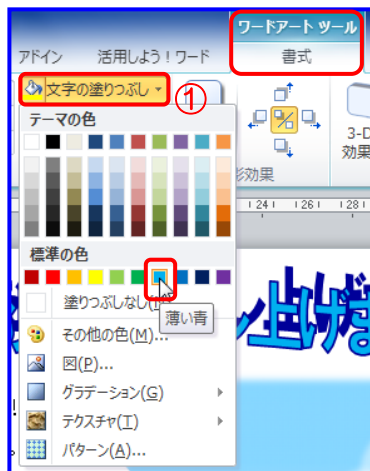 ワードアート ツール
アドイン 活用しよう！ワード 書式
文字の塗りつぶし ①
テーマの色
3-D
効果
影効果
24 26 28
標準の色
塗りつぶしなし(
薄い青
その他の色(M)...
図(P)...
グラデーション(G)
テクスチャ(T)
パターン(A)...
し上げま